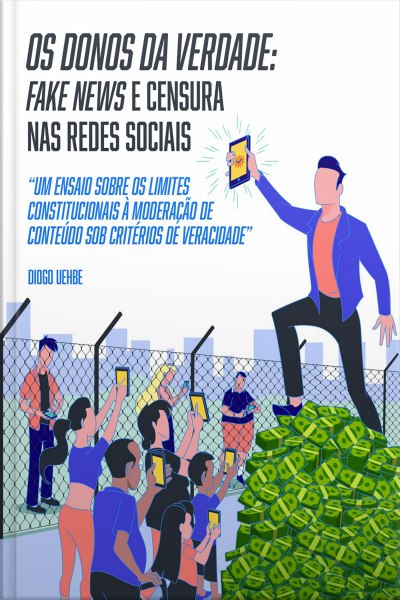 OS DONOS DA VERDADE:
FAKE NEWS E CENSURA
NAS REDES SOCIAIS
“UM ENSAIO SOBRE OS LIMITES
CONSTITUCIONAIS À MODERAÇÃO DE
CONTEÚDO SOB CRITÉRIOS DE VERACIDADE”
DIOGO UEHBE